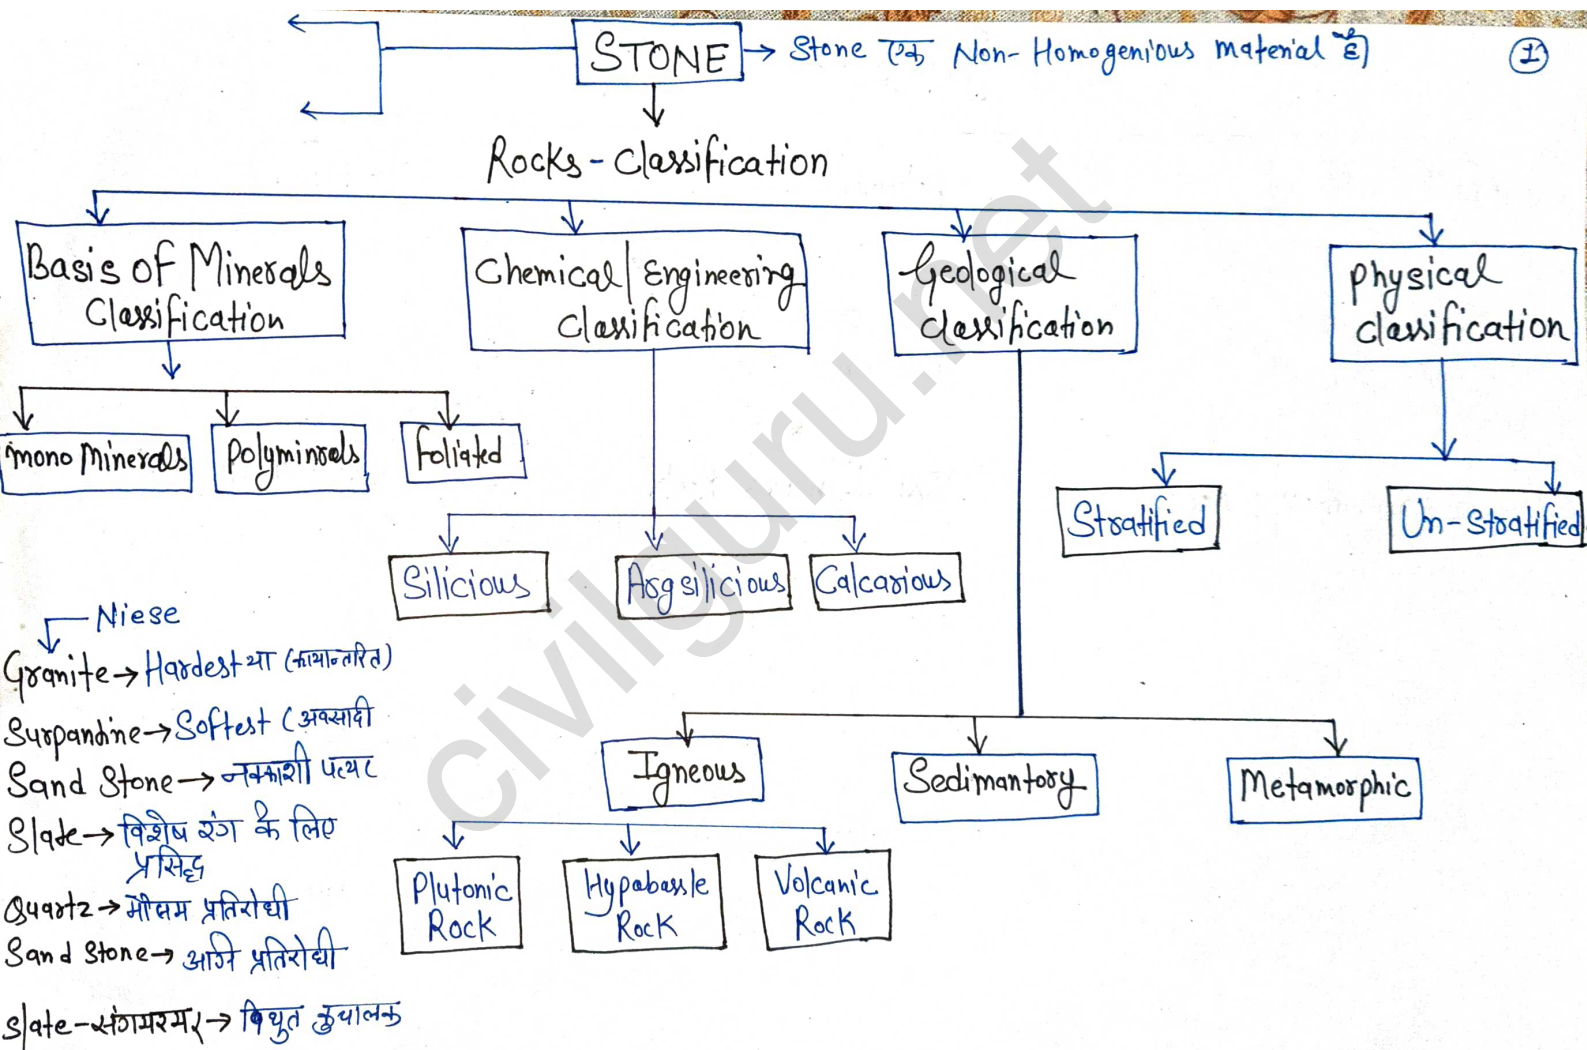 STONE → Stone एक Non-Homogenious material है
1
Rocks-Classification
Basis of Minerals
Classification
Chemical/Engineering
Classification
Geological
classification
physical
classification
mono Minerals
Polyminrals
foliated
Stratified
Un-Stratified
Silicious
Argsilicious
Calcarious
Niese
Granite → Hardest या (कायान्तरित)
Surpandine → Softest (अवसादी
Sand Stone → नक्काशी पत्थर
Slate → विशेष रंग के लिए
प्रसिद्ध
Quartz → मौसम प्रतिरोधी
Sand Stone → अग्नि प्रतिरोधी
Slate-संगमरमर → विधुत कुचालक
Igneous
Sedimantory
Metamorphic
Plutonic
Rock
Hypabassle
Rock
Volcanic
Rock
civilguru.net